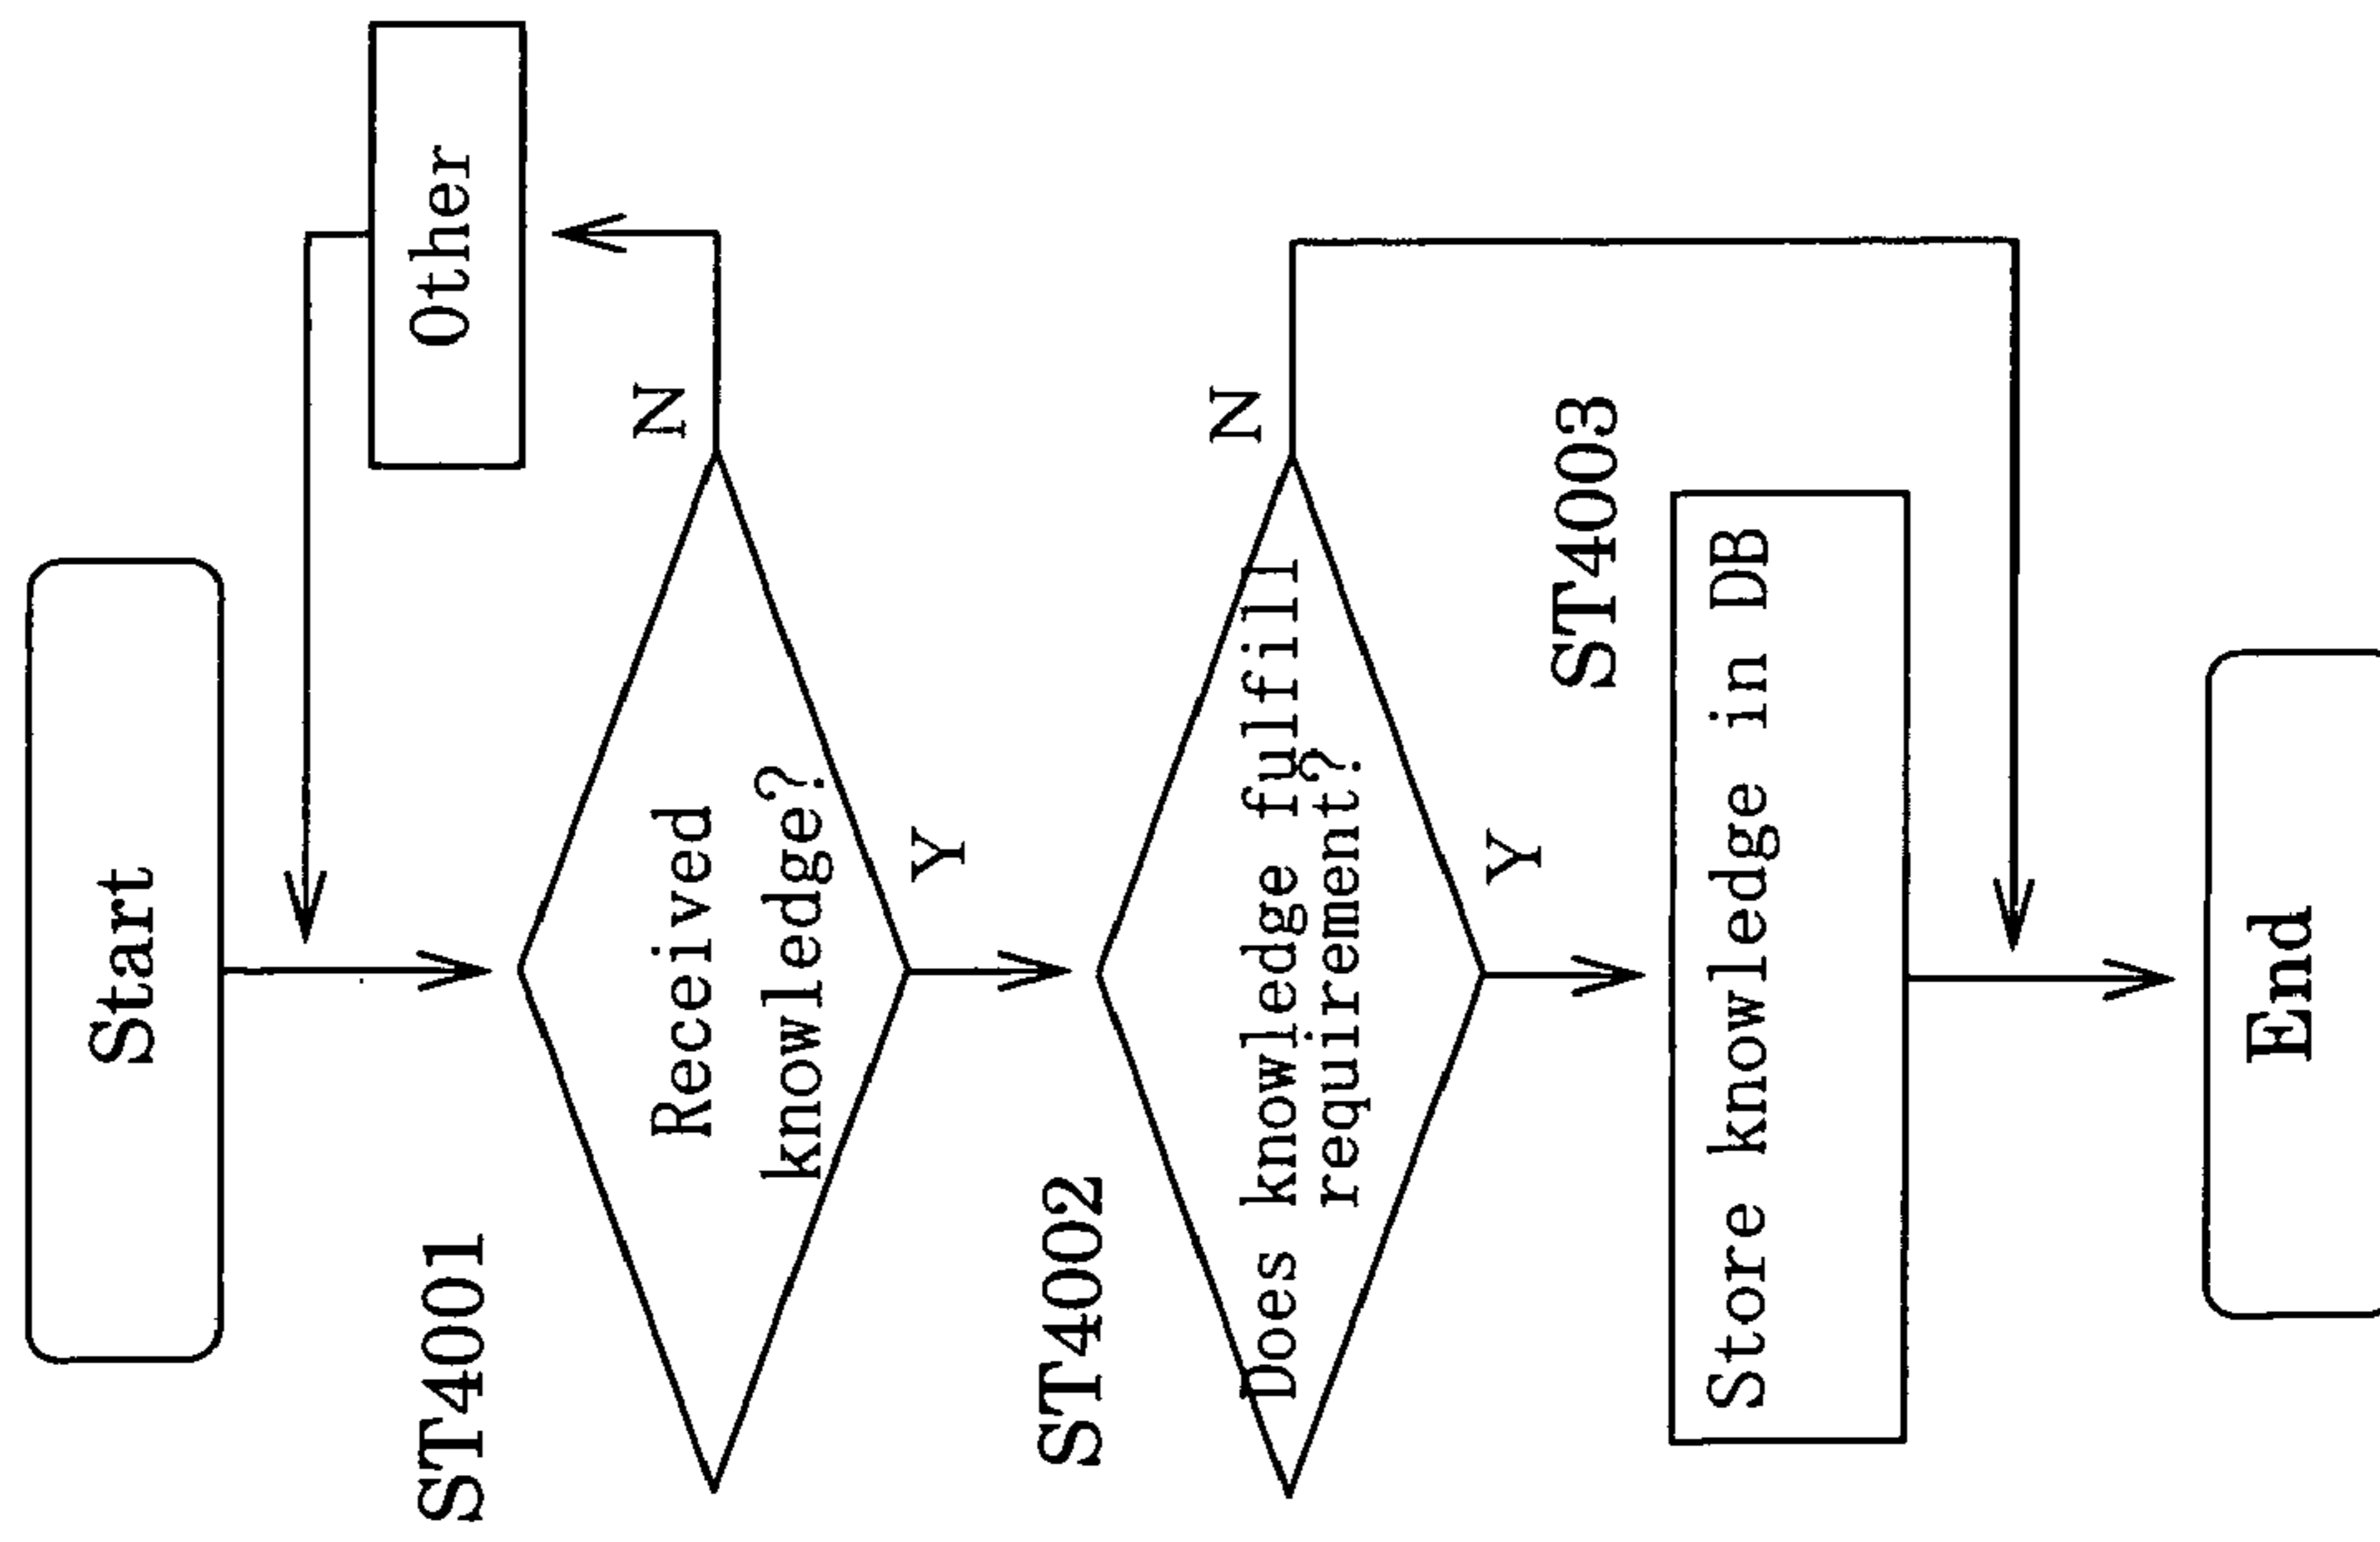 Start
Other
ST4001
Received
knowledge?
N
Y
ST4002
Does knowledge fulfill
requirement?
N
Y
ST4003
Store knowledge in DB
End